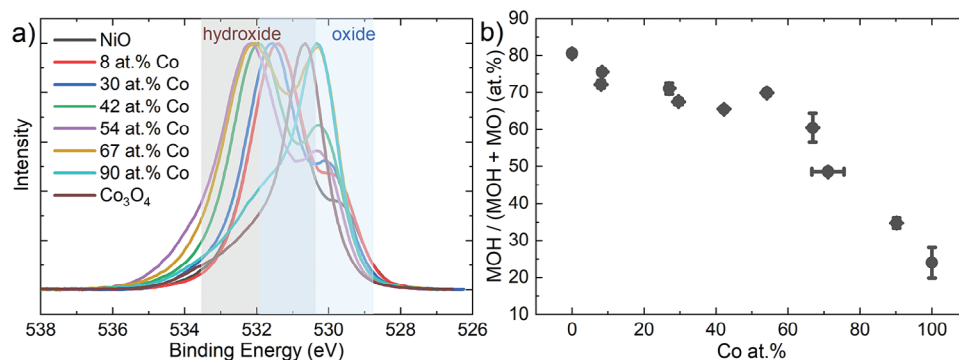 a)
hydroxide
oxide
NiO
8 at.% Co
30 at.% Co
42 at.% Co
54 at.% Co
67 at.% Co
90 at.% Co
Co₃O₄
Intensity
538 536 534 532 530 528 526
Binding Energy (eV)
b)
90
80
70
60
50
40
30
20
10
MOH / (MOH + MO) (at.%)
0 20 40 60 80 100
Co at.%